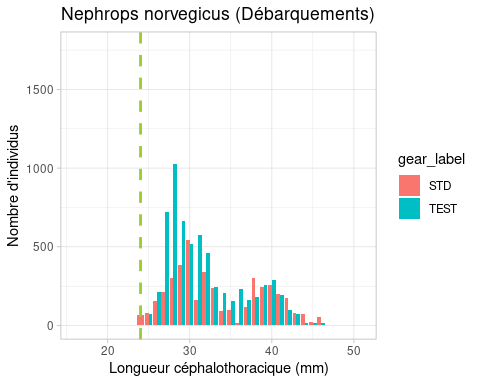 Nephrops norvegicus (Débarquements)
Nombre d'individus
1500
1000
500
0
20
30
40
50
Longueur céphalothoracique (mm)
gear_label
STD
TEST